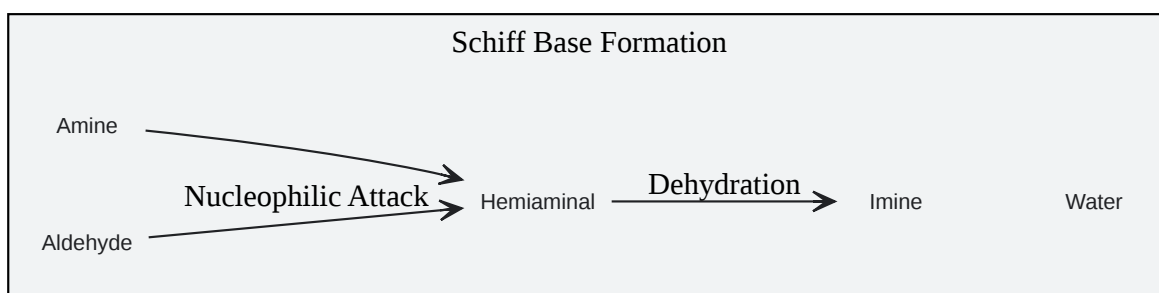 Schiff Base Formation
Amine
Nucleophilic Attack
Aldehyde
Hemiaminal
Dehydration
Imine
Water